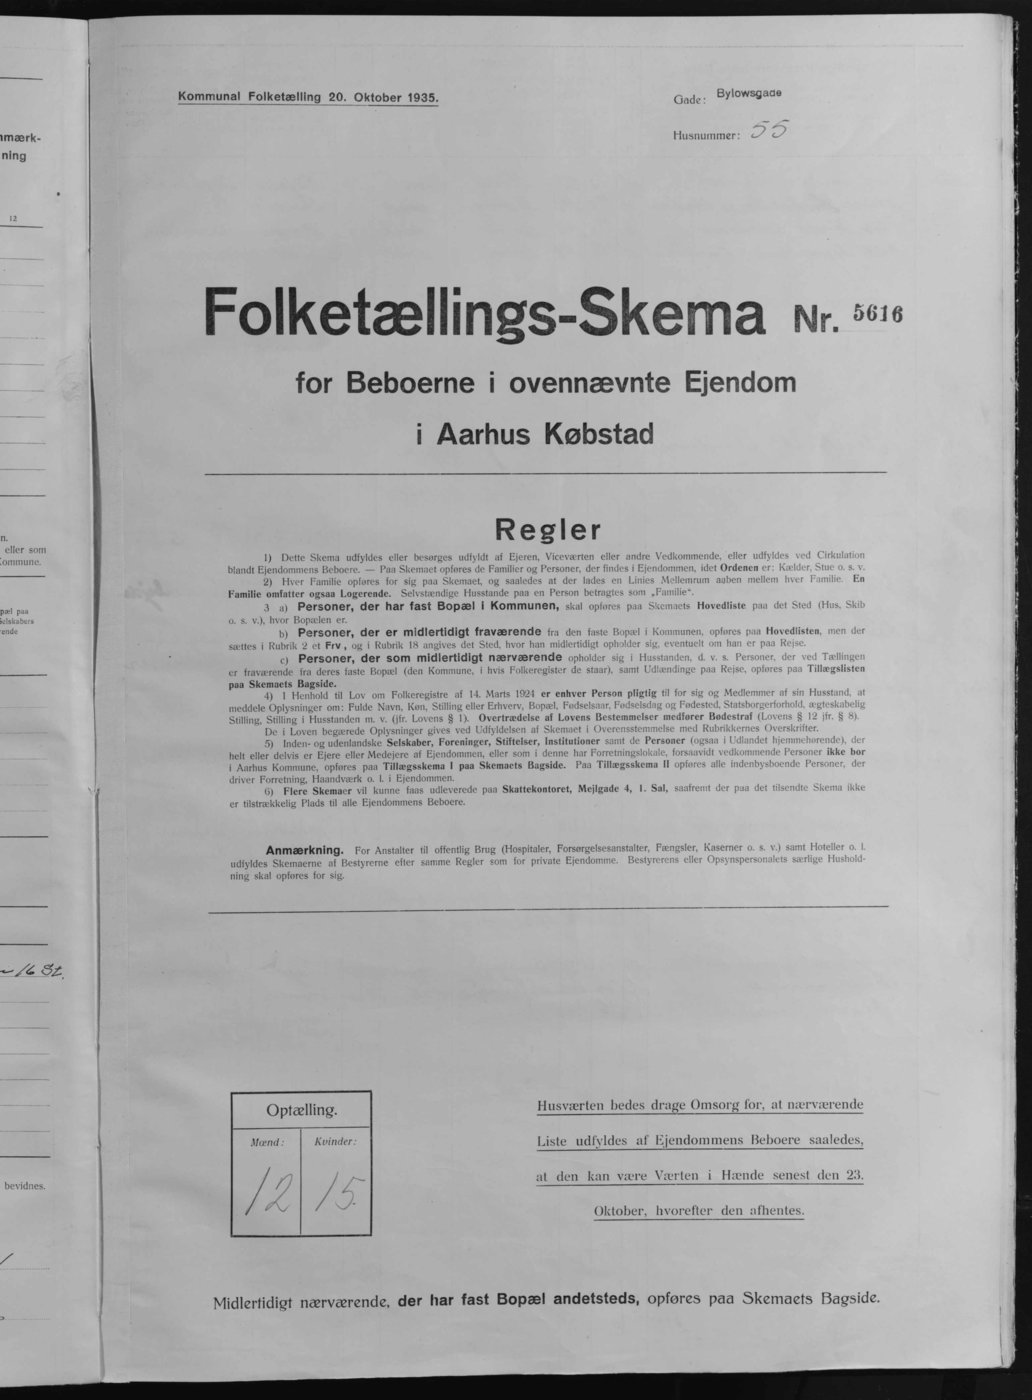 Kommunal Folketælling 20. Oktober 1935.
Gade: Bylowsgade
Husnummer: 55
Folketællings-Skema Nr. 5616
for Beboerne i ovennævnte Ejendom
i Aarhus Købstad
Regler
1) Dette Skema udfyldes eller besørges udfyldt af Ejeren, Viceværten eller andre Vedkommende, eller udfyldes ved Cirkulation
blandt Ejendommens Beboere. — Paa Skemaet opføres de Familier og Personer, der findes i Ejendommen, idet Ordenen er: Kælder, Stue o. s. v.
2) Hver Familie opføres for sig paa Skemaet, og saaledes at der lades en Linies Mellemrum aaben mellem hver Familie. En
Familie omfatter ogsaa Logerende. Selvstændige Husstande paa en Person betragtes som „Familie".
3 a) Personer, der har fast Bopæl i Kommunen, skal opføres paa Skemaets Hovedliste paa det Sted (Hus, Skib
o. s. v.), hvor Bopælen er.
b) Personer, der er midlertidigt fraværende fra den faste Bopæl i Kommunen, opføres paa Hovedlisten, men der
sættes i Rubrik 2 et Frv, og i Rubrik 18 angives det Sted, hvor han midlertidigt opholder sig, eventuelt om han er paa Rejse.
c) Personer, der som midlertidigt nærværende opholder sig i Husstanden, d. v. s. Personer, der ved Tællingen
er fraværende fra deres faste Bopæl (den Kommune, i hvis Folkeregister de staar), samt Udlændinge paa Rejse, opføres paa Tillægslisten
paa Skemaets Bagside.
4) I Henhold til Lov om Folkeregistre af 14. Marts 1924 er enhver Person pligtig til for sig og Medlemmer af sin Husstand, at
meddele Oplysninger om: Fulde Navn, Køn, Stilling eller Erhverv, Bopæl, Fødselsaar, Fødselsdag og Fødested, Statsborgerforhold, ægteskabelig
Stilling, Stilling i Husstanden m. v. (jfr. Lovens § 1). Overtrædelse af Lovens Bestemmelser medfører Bødestraf (Lovens § 12 jfr. § 8).
De i Loven begærede Oplysninger gives ved Udfyldelsen af Skemaet i Overensstemmelse med Rubrikkernes Overskrifter.
5) Inden- og udenlandske Selskaber, Foreninger, Stiftelser, Institutioner samt de Personer (ogsaa i Udlandet hjemmehørende), der
helt eller delvis er Ejere eller Medejere af Ejendommen, eller som i denne har Forretningslokale, forsaavidt vedkommende Personer ikke bor
i Aarhus Kommune, opføres paa Tillægsskema I paa Skemaets Bagside. Paa Tillægsskema II opføres alle indenbysboende Personer, der
driver Forretning, Haandværk o. l. i Ejendommen.
6) Flere Skemaer vil kunne faas udleverede paa Skattekontoret, Mejlgade 4, 1. Sal, saafremt der paa det tilsendte Skema ikke
er tilstrækkelig Plads til alle Ejendommens Beboere.
Anmærkning. For Anstalter til offentlig Brug (Hospitaler, Forsørgelsesanstalter, Fængsler, Kaserner o. s. v.) samt Hoteller o. l.
udfyldes Skemaerne af Bestyrerne efter samme Regler som for private Ejendomme. Bestyrerens eller Opsynspersonalets særlige Hushold-
ning skal opføres for sig.
Optælling.
Mænd: Kvinder:
12 15.
Husværten bedes drage Omsorg for, at nærværende
Liste udfyldes af Ejendommens Beboere saaledes,
at den kan være Værten i Hænde senest den 23.
Oktober, hvorefter den afhentes.
Midlertidigt nærværende, der har fast Bopæl andetsteds, opføres paa Skemaets Bagside.
ning
12
eller som
pæl paa
16 St.
bevidnes.